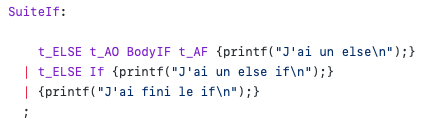 SuiteIf:
t_ELSE t_AO BodyIF t_AF {printf("J'ai un else\n");}
| t_ELSE If {printf("J'ai un else if\n");}
| {printf("J'ai fini le if\n");}
;